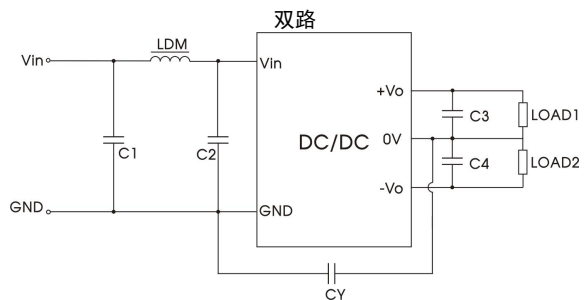 双路
LDM
Vin
Vin
+Vo
C3
LOAD1
C1
C2
DC/DC
0V
C4
LOAD2
-Vo
GND
GND
CY